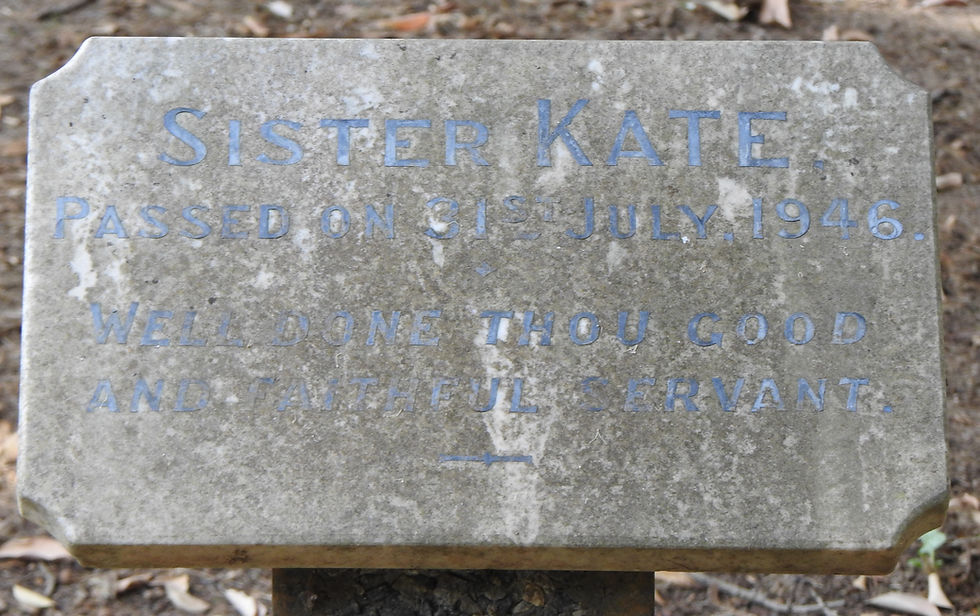 SISTER KATE,
PASSED ON 31ST JULY, 1946.
WELL DONE THOU GOOD
AND FAITHFUL SERVANT.